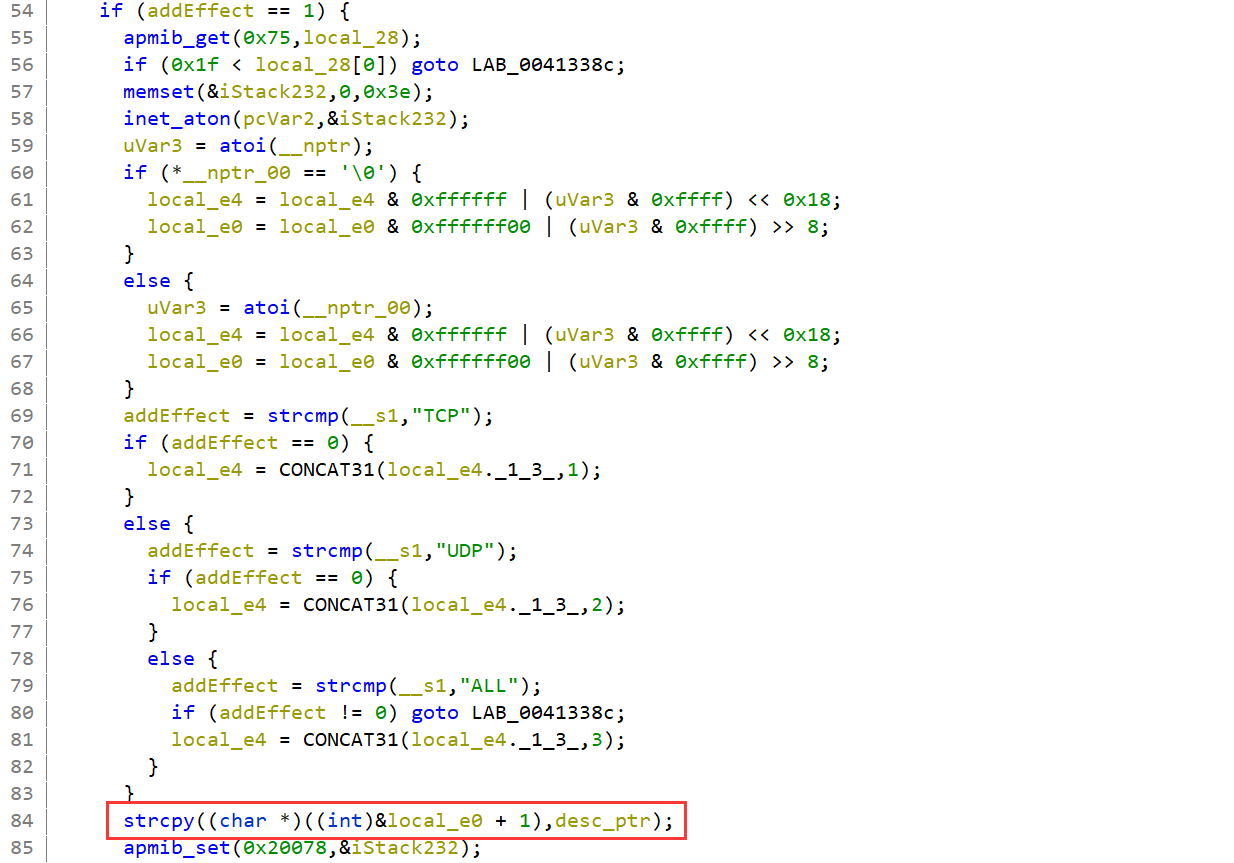 54 if (addEffect == 1) {
55 apmib_get(0x75,local_28);
56 if (0x1f < local_28[0]) goto LAB_0041338c;
57 memset(&iStack232,0,0x3e);
58 inet_aton(pcVar2,&iStack232);
59 uVar3 = atoi(__nptr);
60 if (*__nptr_00 == '\0') {
61 local_e4 = local_e4 & 0xffffff | (uVar3 & 0xffff) << 0x18;
62 local_e0 = local_e0 & 0xffffff00 | (uVar3 & 0xffff) >> 8;
63 }
64 else {
65 uVar3 = atoi(__nptr_00);
66 local_e4 = local_e4 & 0xffffff | (uVar3 & 0xffff) << 0x18;
67 local_e0 = local_e0 & 0xffffff00 | (uVar3 & 0xffff) >> 8;
68 }
69 addEffect = strcmp(__s1,"TCP");
70 if (addEffect == 0) {
71 local_e4 = CONCAT31(local_e4._1_3_,1);
72 }
73 else {
74 addEffect = strcmp(__s1,"UDP");
75 if (addEffect == 0) {
76 local_e4 = CONCAT31(local_e4._1_3_,2);
77 }
78 else {
79 addEffect = strcmp(__s1,"ALL");
80 if (addEffect != 0) goto LAB_0041338c;
81 local_e4 = CONCAT31(local_e4._1_3_,3);
82 }
83 }
84 strcpy((char *)((int)&local_e0 + 1),desc_ptr);
85 apmib_set(0x20078,&iStack232);